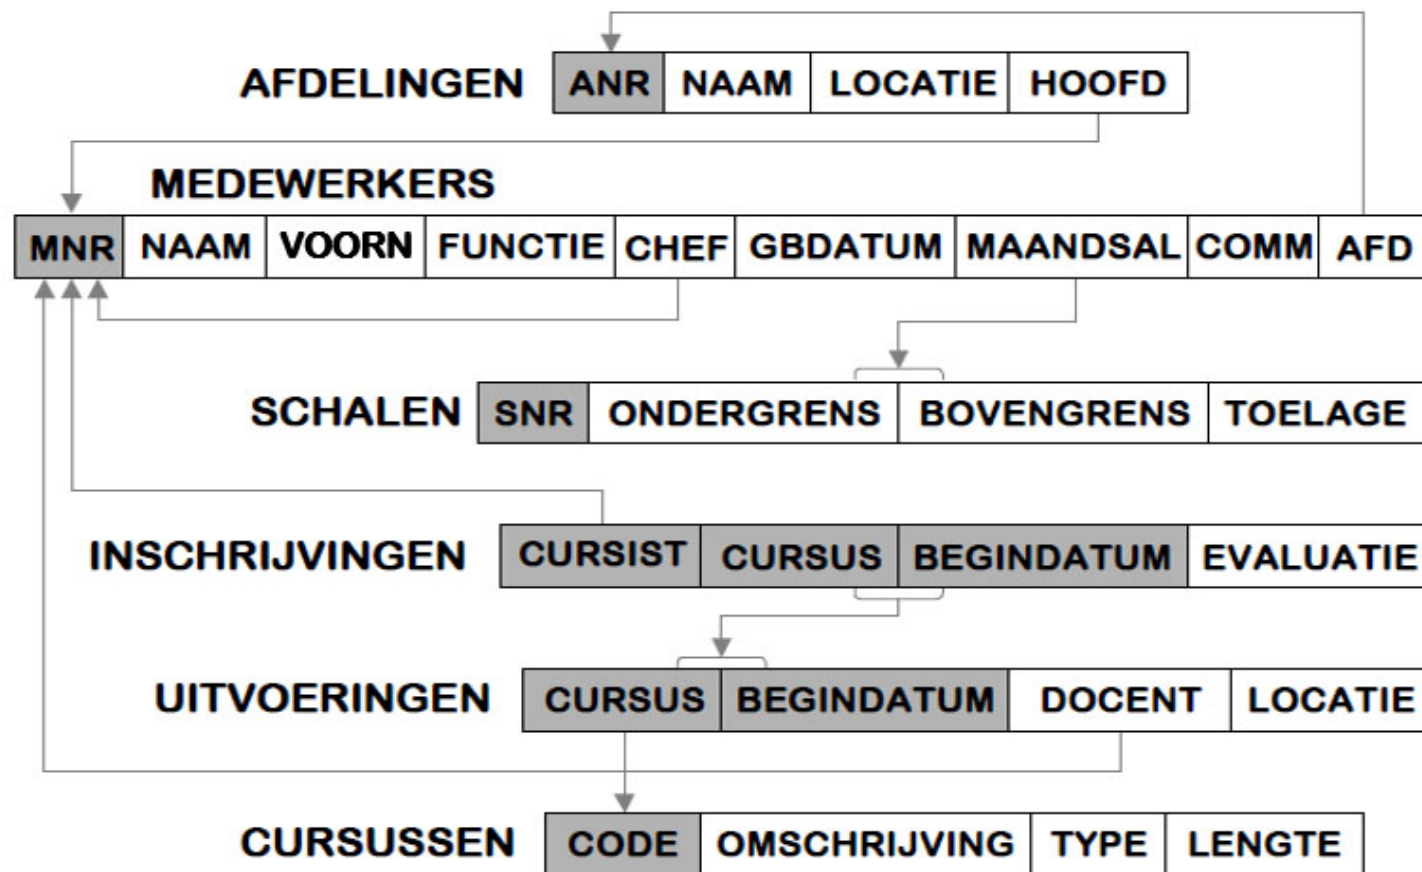 AFDELINGEN ANR NAAM LOCATIE HOOFD
MEDEWERKERS
MNR NAAM VOORN FUNCTIE CHEF GBDATUM MAANDSAL COMM AFD
SCHALEN SNR ONDERGRENS BOVENGRENS TOELAGE
INSCHRIJVINGEN CURSIST CURSUS BEGINDATUM EVALUATIE
UITVOERINGEN CURSUS BEGINDATUM DOCENT LOCATIE
CURSUSSEN CODE OMSCHRIJVING TYPE LENGTE